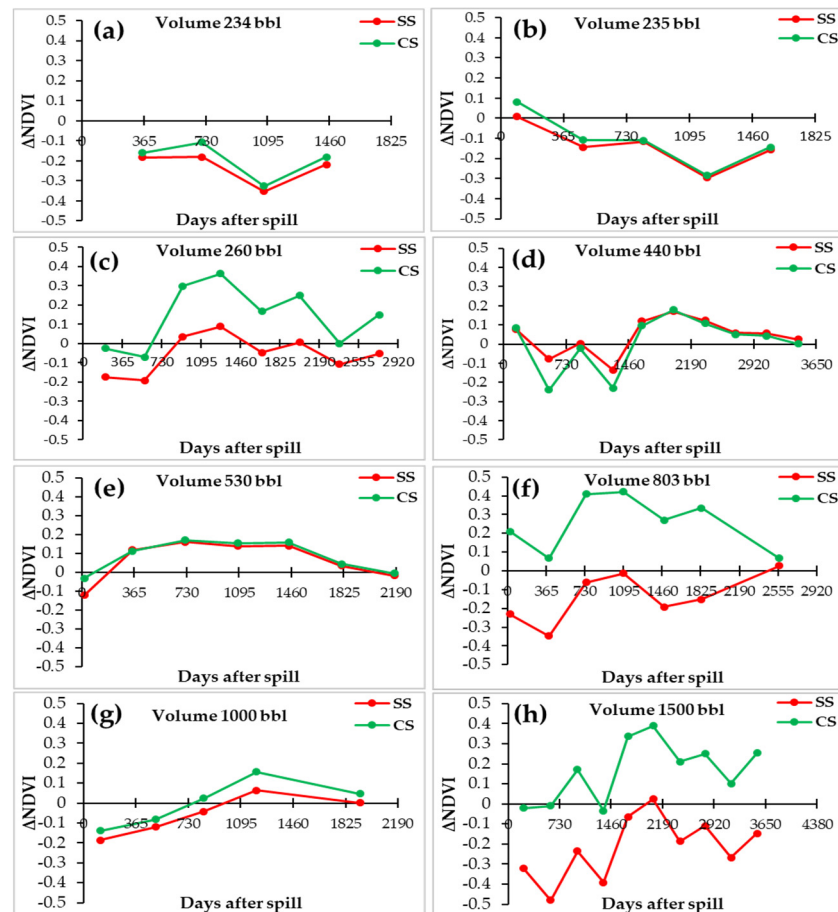 (a)
Volume 234 bbl
SS
CS
0.5
0.4
0.3
0.2
0.1
0
-0.1
-0.2
-0.3
-0.4
-0.5
ΔNDVI
0 365 730 1095 1460 1825
Days after spill
(b)
Volume 235 bbl
SS
CS
0.5
0.4
0.3
0.2
0.1
0
-0.1
-0.2
-0.3
-0.4
-0.5
ΔNDVI
0 365 730 1095 1460 1825
Days after spill
(c)
Volume 260 bbl
SS
CS
0.5
0.4
0.3
0.2
0.1
0
-0.1
-0.2
-0.3
-0.4
-0.5
ΔNDVI
0 365 730 1095 1460 1825 2190 2555 2920
Days after spill
(d)
Volume 440 bbl
SS
CS
0.5
0.4
0.3
0.2
0.1
0
-0.1
-0.2
-0.3
-0.4
-0.5
ΔNDVI
0 730 1460 2190 2920 3650
Days after spill
(e)
Volume 530 bbl
SS
CS
0.5
0.4
0.3
0.2
0.1
0
-0.1
-0.2
-0.3
-0.4
-0.5
ΔNDVI
0 365 730 1095 1460 1825 2190
Days after spill
(f)
Volume 803 bbl
SS
CS
0.5
0.4
0.3
0.2
0.1
0
-0.1
-0.2
-0.3
-0.4
-0.5
ΔNDVI
0 365 730 1095 1460 1825 2190 2555 2920
Days after spill
(g)
Volume 1000 bbl
SS
CS
0.5
0.4
0.3
0.2
0.1
0
-0.1
-0.2
-0.3
-0.4
-0.5
ΔNDVI
0 365 730 1095 1460 1825 2190
Days after spill
(h)
Volume 1500 bbl
SS
CS
0.5
0.4
0.3
0.2
0.1
0
-0.1
-0.2
-0.3
-0.4
-0.5
ΔNDVI
0 730 1460 2190 2920 3650 4380
Days after spill